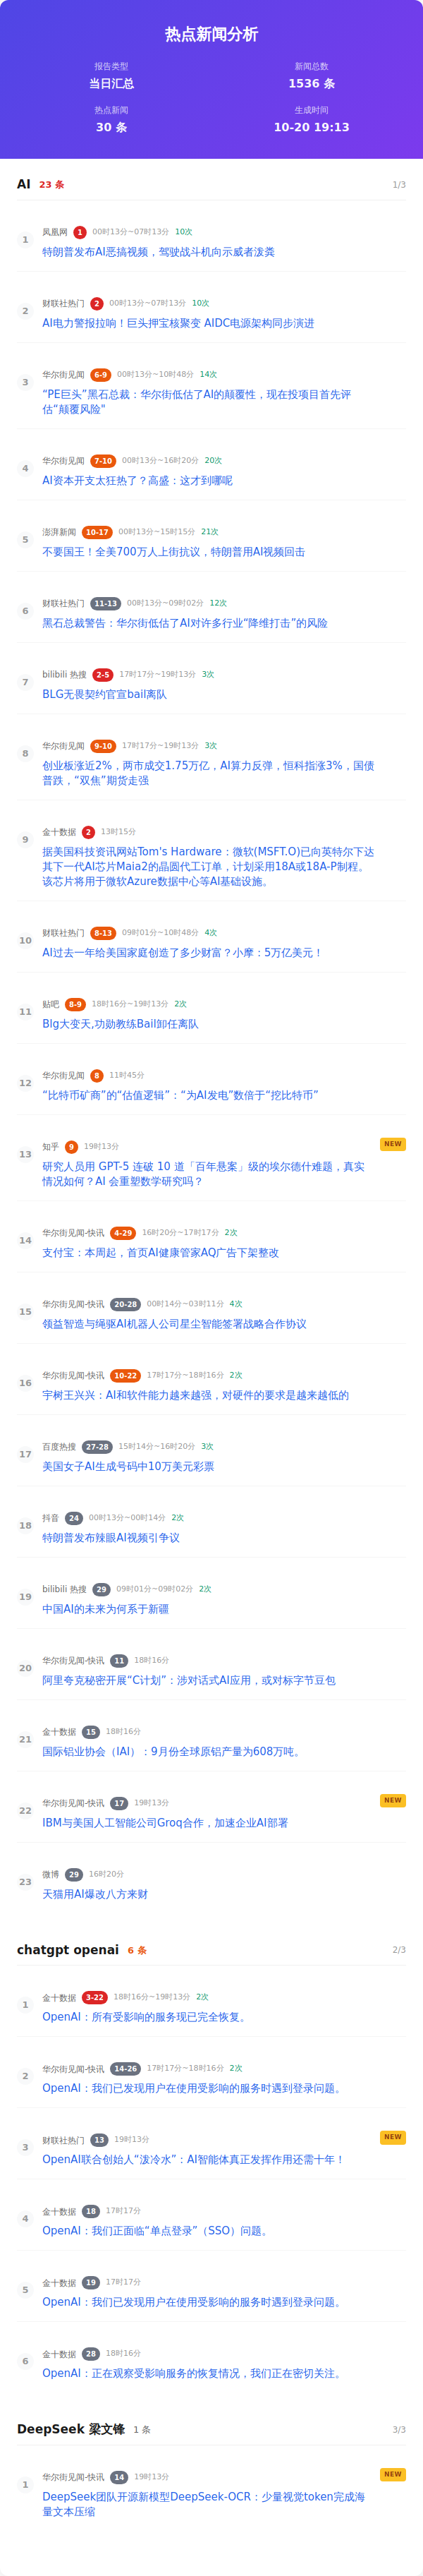 热点新闻分析
报告类型 新闻总数
当日汇总 1536 条
热点新闻 生成时间
30 条 10-20 19:13
AI 23 条 1/3
1
凤凰网 1 00时13分~07时13分 10次
特朗普发布AI恶搞视频，驾驶战斗机向示威者泼粪
2
财联社热门 2 00时13分~07时13分 10次
AI电力警报拉响！巨头押宝核聚变 AIDC电源架构同步演进
3
华尔街见闻 6-9 00时13分~10时48分 14次
“PE巨头”黑石总裁：华尔街低估了AI的颠覆性，现在投项目首先评
估“颠覆风险"
4
华尔街见闻 7-10 00时13分~16时20分 20次
AI资本开支太狂热了？高盛：这才到哪呢
5
澎湃新闻 10-17 00时13分~15时15分 21次
不要国王！全美700万人上街抗议，特朗普用AI视频回击
6
财联社热门 11-13 00时13分~09时02分 12次
黑石总裁警告：华尔街低估了AI对许多行业“降维打击”的风险
7
bilibili 热搜 2-5 17时17分~19时13分 3次
BLG无畏契约官宣bail离队
8
华尔街见闻 9-10 17时17分~19时13分 3次
创业板涨近2%，两市成交1.75万亿，AI算力反弹，恒科指涨3%，国债
普跌，“双焦”期货走强
9
金十数据 2 13时15分
据美国科技资讯网站Tom's Hardware：微软(MSFT.O)已向英特尔下达
其下一代AI芯片Maia2的晶圆代工订单，计划采用18A或18A-P制程。
该芯片将用于微软Azure数据中心等AI基础设施。
10
财联社热门 8-13 09时01分~10时48分 4次
AI过去一年给美国家庭创造了多少财富？小摩：5万亿美元！
11
贴吧 8-9 18时16分~19时13分 2次
Blg大变天,功勋教练Bail卸任离队
12
华尔街见闻 8 11时45分
“比特币矿商”的“估值逻辑”：“为AI发电”数倍于“挖比特币”
13
知乎 9 19时13分 NEW
研究人员用 GPT-5 连破 10 道「百年悬案」级的埃尔德什难题，真实
情况如何？AI 会重塑数学研究吗？
14
华尔街见闻-快讯 4-29 16时20分~17时17分 2次
支付宝：本周起，首页AI健康管家AQ广告下架整改
15
华尔街见闻-快讯 20-28 00时14分~03时11分 4次
领益智造与绳驱AI机器人公司星尘智能签署战略合作协议
16
华尔街见闻-快讯 10-22 17时17分~18时16分 2次
宇树王兴兴：AI和软件能力越来越强，对硬件的要求是越来越低的
17
百度热搜 27-28 15时14分~16时20分 3次
美国女子AI生成号码中10万美元彩票
18
抖音 24 00时13分~00时14分 2次
特朗普发布辣眼AI视频引争议
19
bilibili 热搜 29 09时01分~09时02分 2次
中国AI的未来为何系于新疆
20
华尔街见闻-快讯 11 18时16分
阿里夸克秘密开展“C计划”：涉对话式AI应用，或对标字节豆包
21
金十数据 15 18时16分
国际铝业协会（IAI）：9月份全球原铝产量为608万吨。
22
华尔街见闻-快讯 17 19时13分 NEW
IBM与美国人工智能公司Groq合作，加速企业AI部署
23
微博 29 16时20分
天猫用AI爆改八方来财
chatgpt openai 6 条 2/3
1
金十数据 3-22 18时16分~19时13分 2次
OpenAI：所有受影响的服务现已完全恢复。
2
华尔街见闻-快讯 14-26 17时17分~18时16分 2次
OpenAI：我们已发现用户在使用受影响的服务时遇到登录问题。
3
财联社热门 13 19时13分 NEW
OpenAI联合创始人“泼冷水”：AI智能体真正发挥作用还需十年！
4
金十数据 18 17时17分
OpenAI：我们正面临“单点登录”（SSO）问题。
5
金十数据 19 17时17分
OpenAI：我们已发现用户在使用受影响的服务时遇到登录问题。
6
金十数据 28 18时16分
OpenAI：正在观察受影响服务的恢复情况，我们正在密切关注。
DeepSeek 梁文锋 1 条 3/3
1
华尔街见闻-快讯 14 19时13分 NEW
DeepSeek团队开源新模型DeepSeek-OCR：少量视觉token完成海
量文本压缩